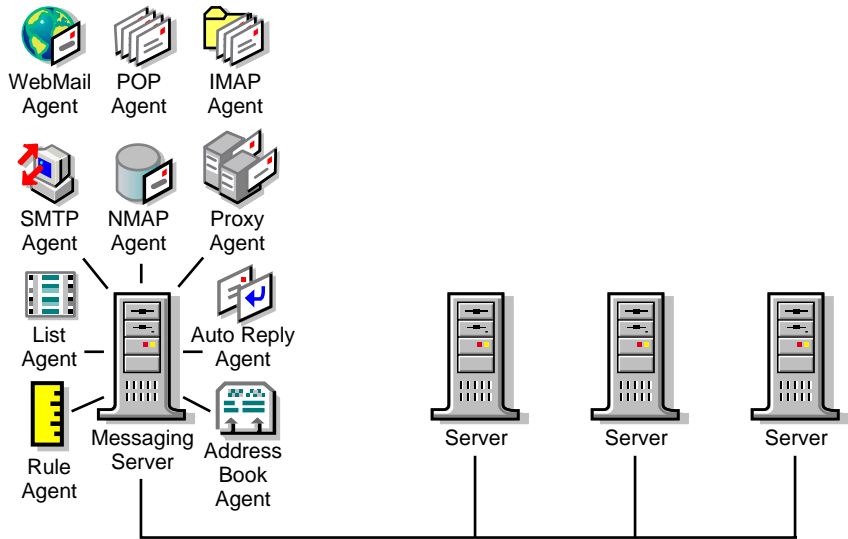 WebMail
Agent
POP
Agent
IMAP
Agent
SMTP
Agent
NMAP
Agent
Proxy
Agent
List
Agent
Auto Reply
Agent
Rule
Agent
Messaging
Server
Address
Book
Agent
Server
Server
Server